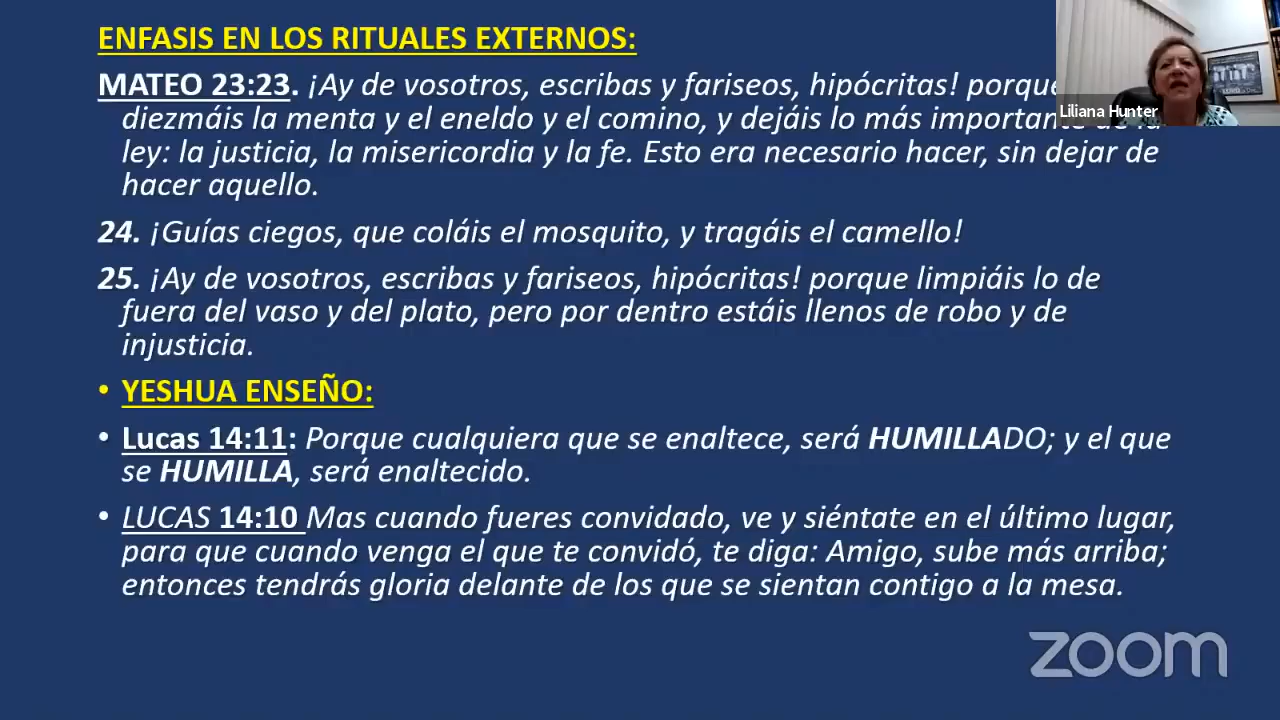 ENFASIS EN LOS RITUALES EXTERNOS:
MATEO 23:23. ¡Ay de vosotros, escribas y fariseos, hipócritas! porque
diezmáis la menta y el eneldo y el comino, y dejáis lo más importante de la
ley: la justicia, la misericordia y la fe. Esto era necesario hacer, sin dejar de
hacer aquello.
24. ¡Guías ciegos, que coláis el mosquito, y tragáis el camello!
25. ¡Ay de vosotros, escribas y fariseos, hipócritas! porque limpiáis lo de
fuera del vaso y del plato, pero por dentro estáis llenos de robo y de
injusticia.
• YESHUA ENSEÑO:
• Lucas 14:11: Porque cualquiera que se enaltece, será HUMILLADO; y el que
se HUMILLA, será enaltecido.
• LUCAS 14:10 Mas cuando fueres convidado, ve y siéntate en el último lugar,
para que cuando venga el que te convidó, te diga: Amigo, sube más arriba;
entonces tendrás gloria delante de los que se sientan contigo a la mesa.
Liliana Hunter
zoom